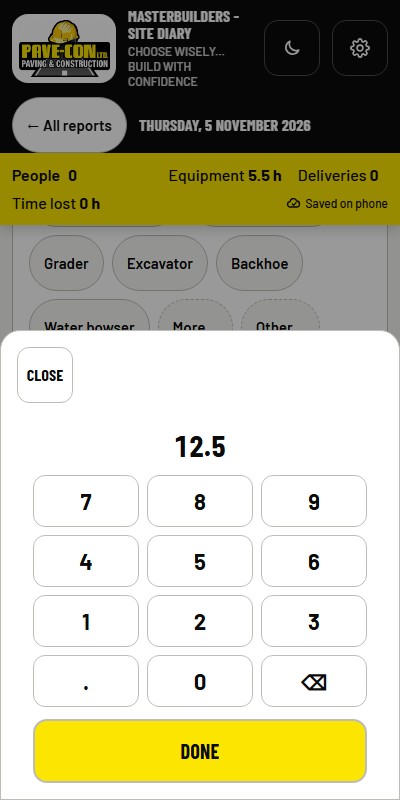 PAVE-CON LTD.
PAVING & CONSTRUCTION
MASTERBUILDERS -
SITE DIARY
CHOOSE WISELY...
BUILD WITH
CONFIDENCE
← All reports
THURSDAY, 5 NOVEMBER 2026
People 0
Equipment 5.5 h
Deliveries 0
Time lost 0 h
Saved on phone
Grader
Excavator
Backhoe
Water bowser
More
Other
CLOSE
12.5
7 8 9
4 5 6
1 2 3
. 0 ⌫
DONE